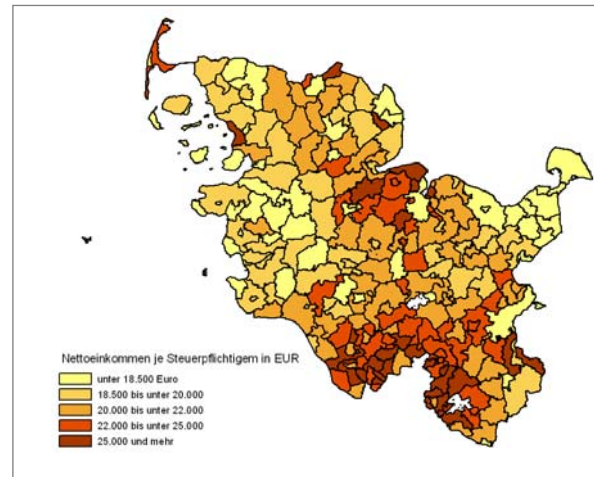 Nettoeinkommen je Steuerpflichtigem in EUR
unter 18.500 Euro
18.500 bis unter 20.000
20.000 bis unter 22.000
22.000 bis unter 25.000
25.000 und mehr